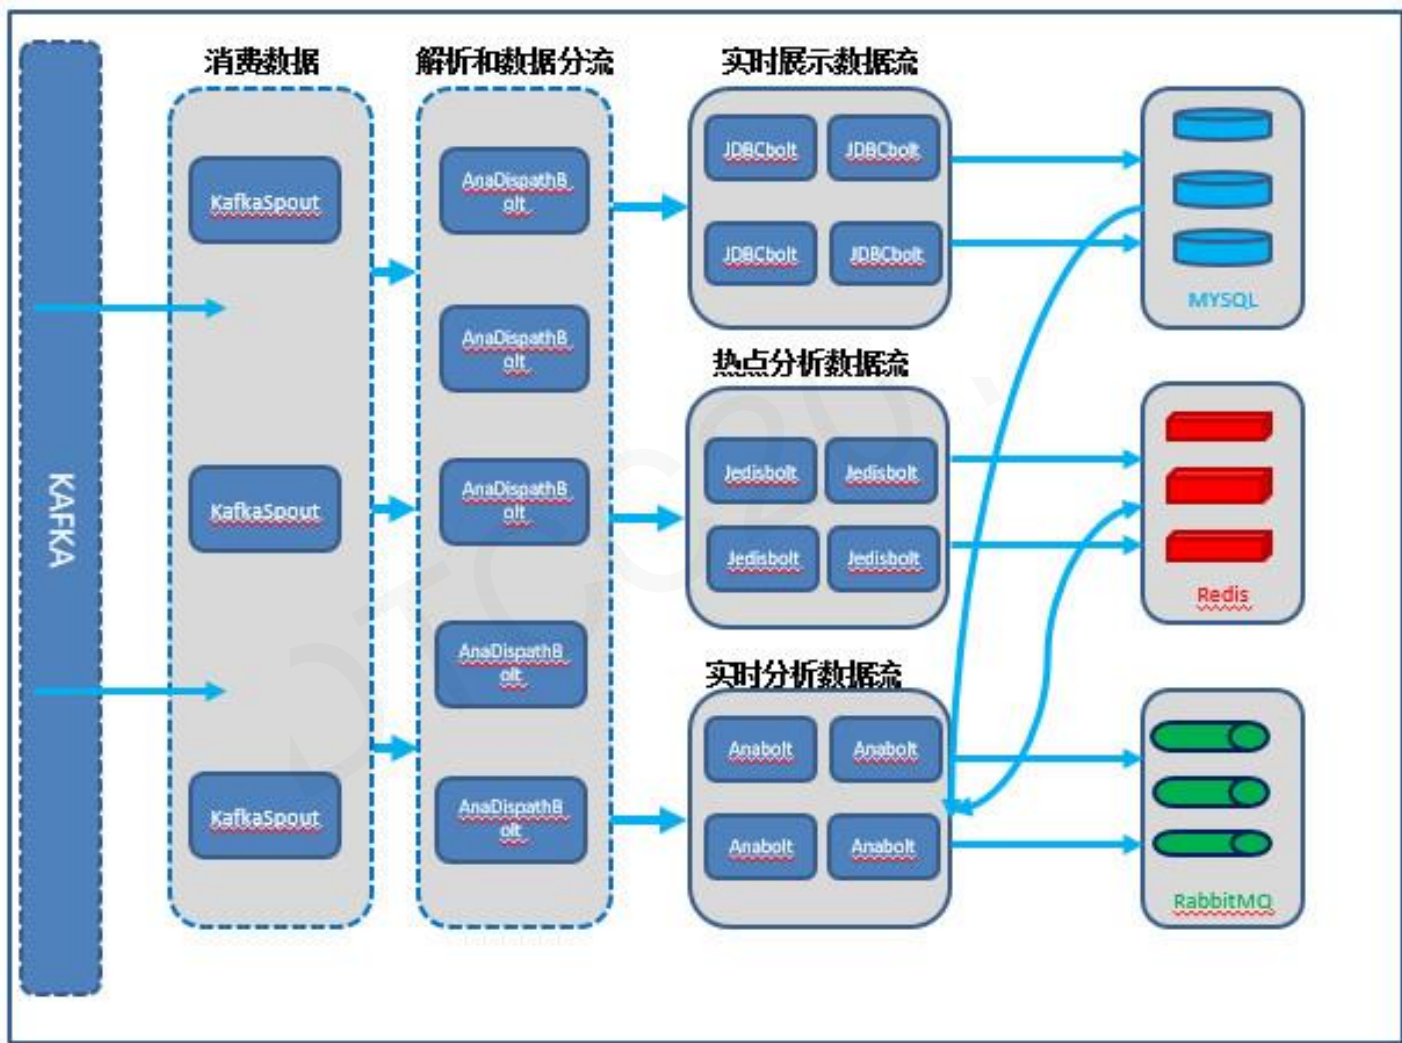 KAFKA
消费数据
KafkaSpout
KafkaSpout
KafkaSpout
解析和数据分流
AnaDispathB
olt
AnaDispathB
olt
AnaDispathB
olt
AnaDispathB
olt
AnaDispathB
olt
实时展示数据流
JDBCbolt
JDBCbolt
JDBCbolt
JDBCbolt
热点分析数据流
Jedisbolt
Jedisbolt
Jedisbolt
Jedisbolt
实时分析数据流
Anabolt
Anabolt
Anabolt
Anabolt
MYSQL
Redis
RabbitMQ